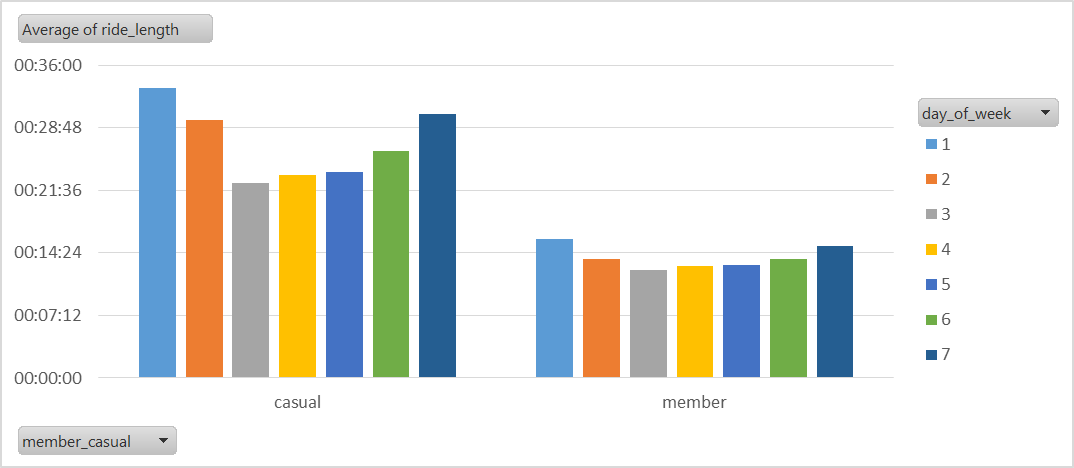 Average of ride_length
00:36:00
00:28:48
00:21:36
00:14:24
00:07:12
00:00:00
casual
member
member_casual
day_of_week
1
2
3
4
5
6
7